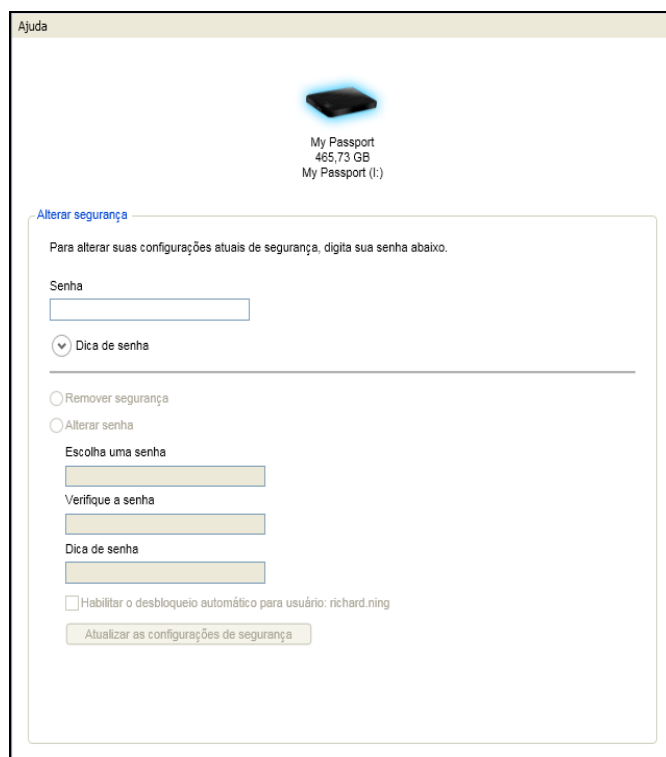 Ajuda
My Passport
465,73 GB
My Passport (I:)
Alterar segurança
Para alterar suas configurações atuais de segurança, digita sua senha abaixo.
Senha
Dica de senha
Remover segurança
Alterar senha
Escolha uma senha
Verifique a senha
Dica de senha
Habilitar o desbloqueio automático para usuário: richard.ning
Atualizar as configurações de segurança